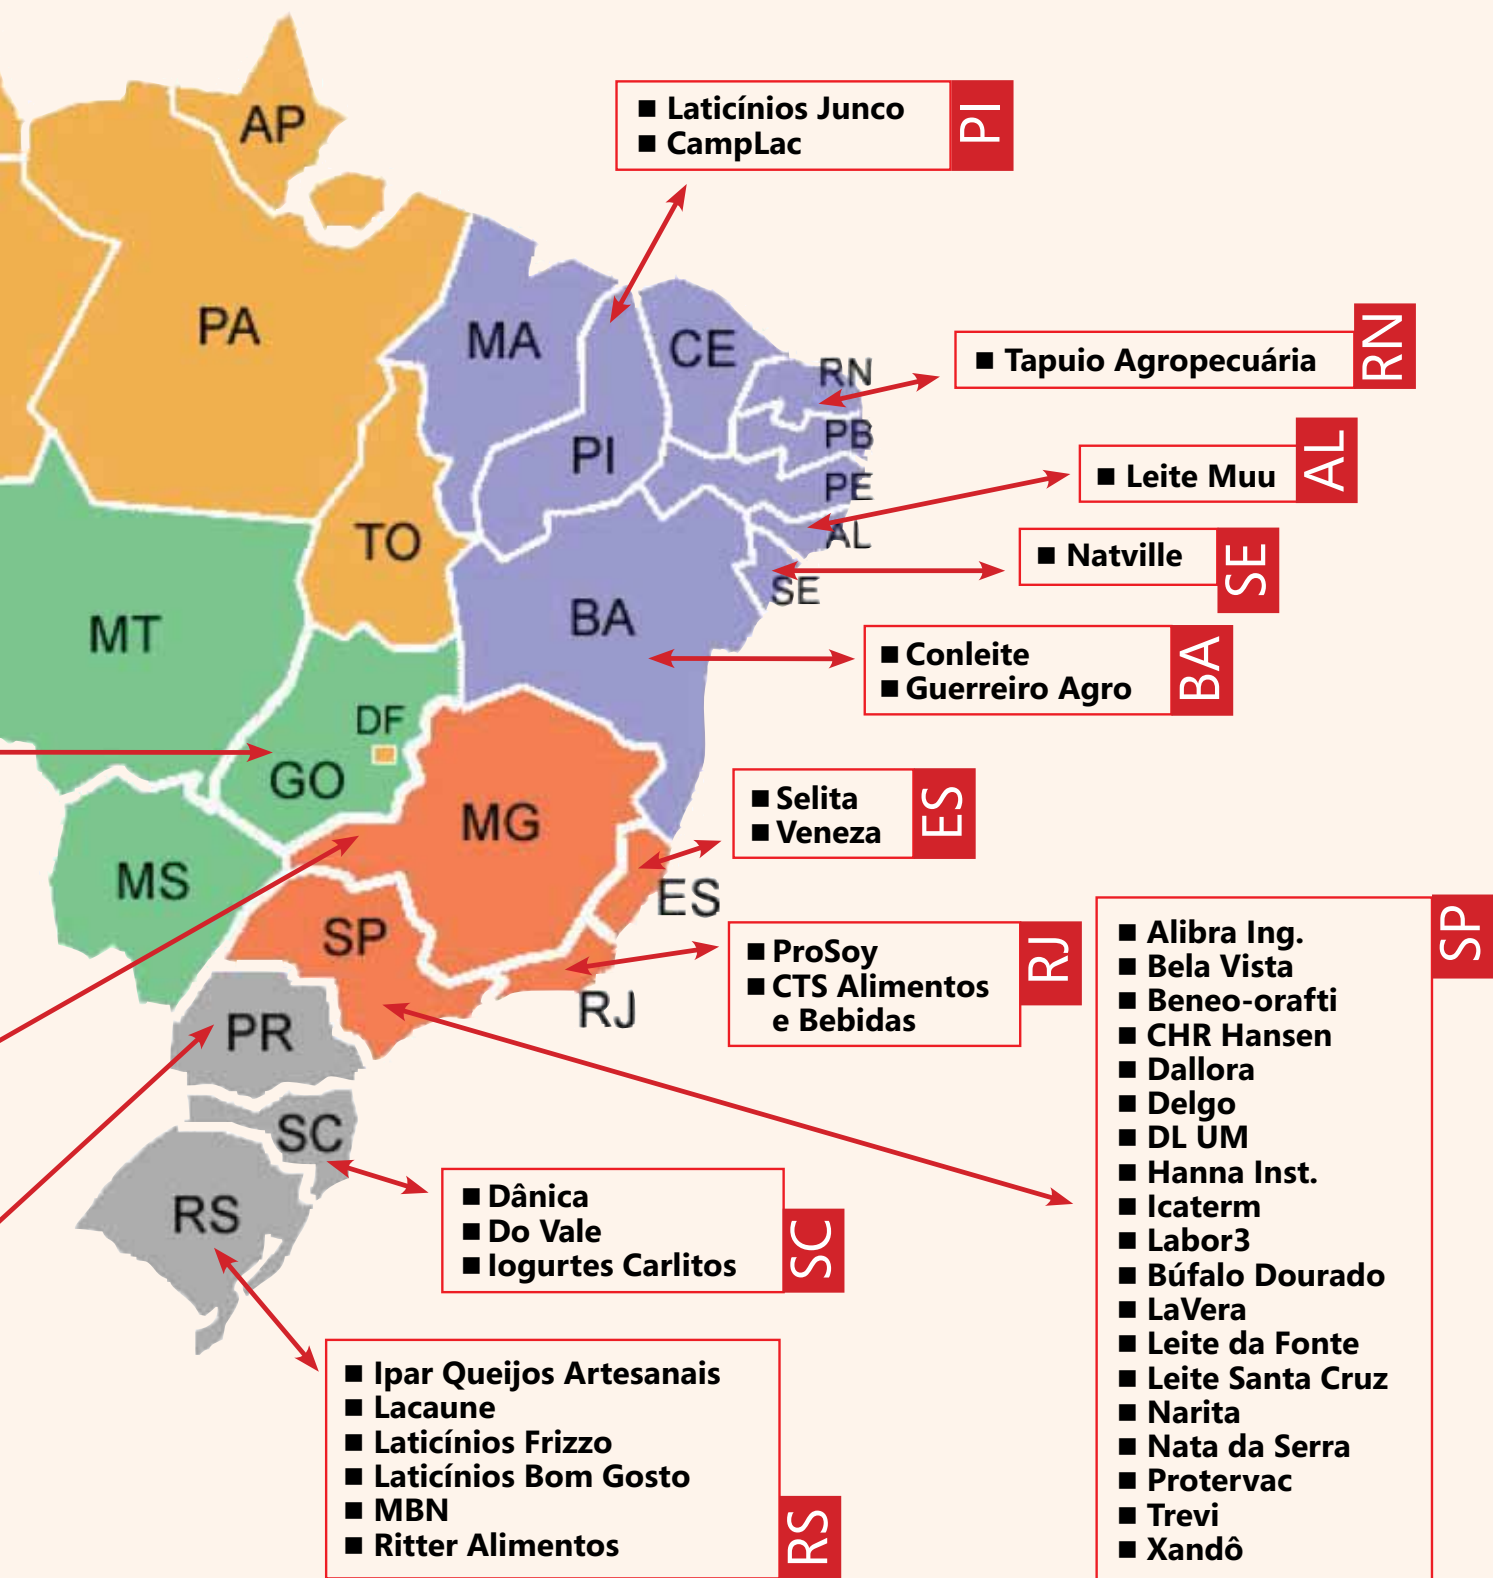 AP
PA
MA
CE
RN
PB
PI
PE
TO
AL
SE
MT
BA
DF
GO
MG
MS
ES
SP
RJ
PR
SC
RS
■ Laticínios Junco
■ CampLac
PI
■ Tapuio Agropecuária
RN
■ Leite Muu
AL
■ Natville
SE
■ Conleite
■ Guerreiro Agro
BA
■ Selita
■ Veneza
ES
■ ProSoy
■ CTS Alimentos
e Bebidas
RJ
■ Alibra Ing.
■ Bela Vista
■ Beneo-orafti
■ CHR Hansen
■ Dallora
■ Delgo
■ DL UM
■ Hanna Inst.
■ Icaterm
■ Labor3
■ Búfalo Dourado
■ LaVera
■ Leite da Fonte
■ Leite Santa Cruz
■ Narita
■ Nata da Serra
■ Protervac
■ Trevi
■ Xandô
SP
■ Dânica
■ Do Vale
■ Iogurtes Carlitos
SC
■ Ipar Queijos Artesanais
■ Lacaune
■ Laticínios Frizzo
■ Laticínios Bom Gosto
■ MBN
■ Ritter Alimentos
RS